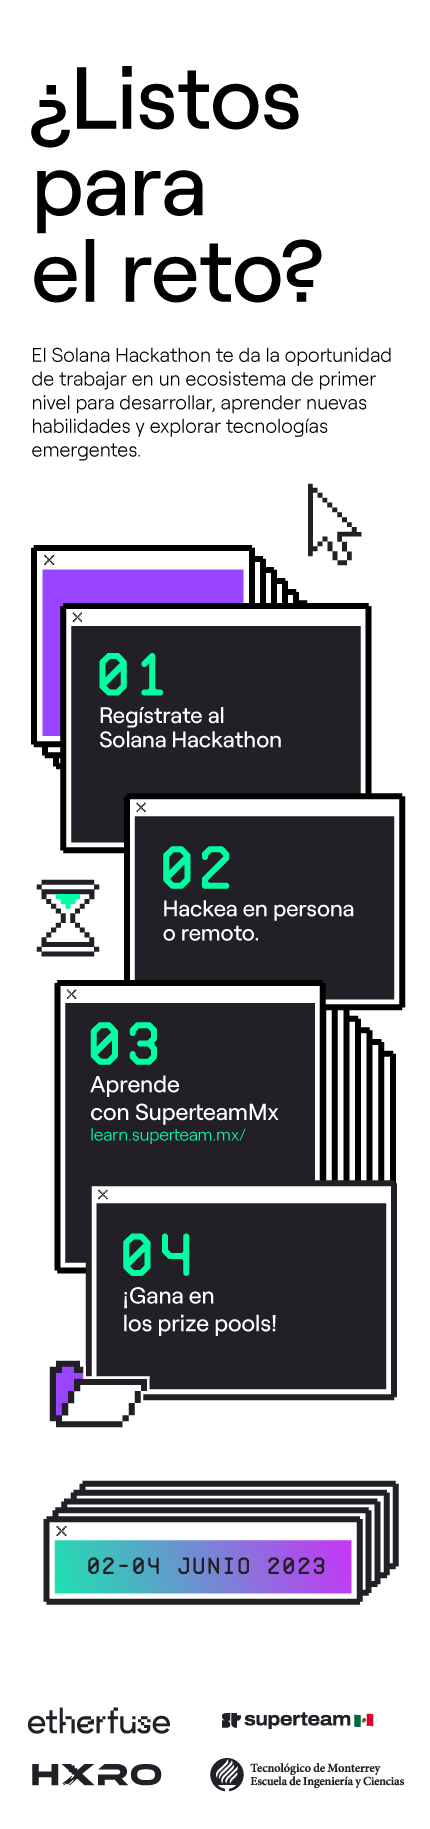 ¿Listos
para
el reto?
El Solana Hackathon te da la oportunidad
de trabajar en un ecosistema de primer
nivel para desarrollar, aprender nuevas
habilidades y explorar tecnologías
emergentes.
01
Regístrate al
Solana Hackathon
02
Hackea en persona
o remoto.
03
Aprende
con SuperteamMx
learn.superteam.mx/
04
¡Gana en
los prize pools!
02-04 JUNIO 2023
etherfuse
superteam
HXRO
Tecnológico de Monterrey
Escuela de Ingeniería y Ciencias